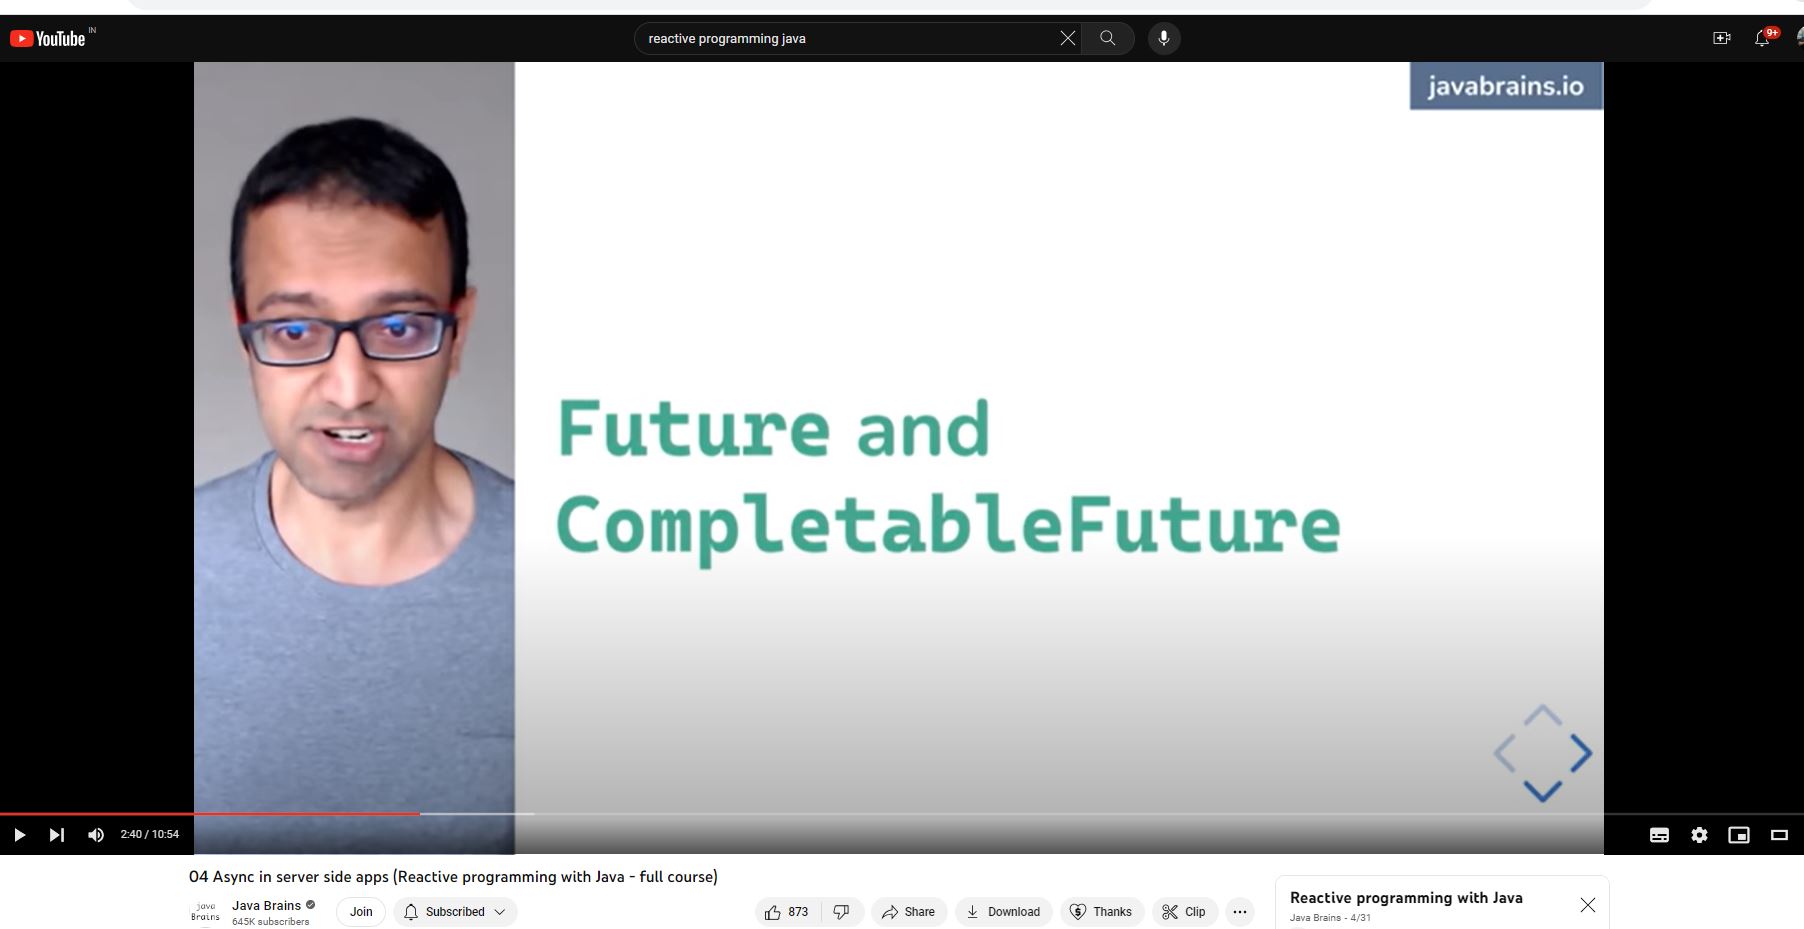 YouTube IN
reactive programming java
9+
javabrains.io
Future and
CompletableFuture
2:40 / 10:54
04 Async in server side apps (Reactive programming with Java - full course)
java
Brains
Java Brains
645K subscribers
Join
Subscribed
873
Share
Download
Thanks
Clip
Reactive programming with Java
Java Brains - 4/31